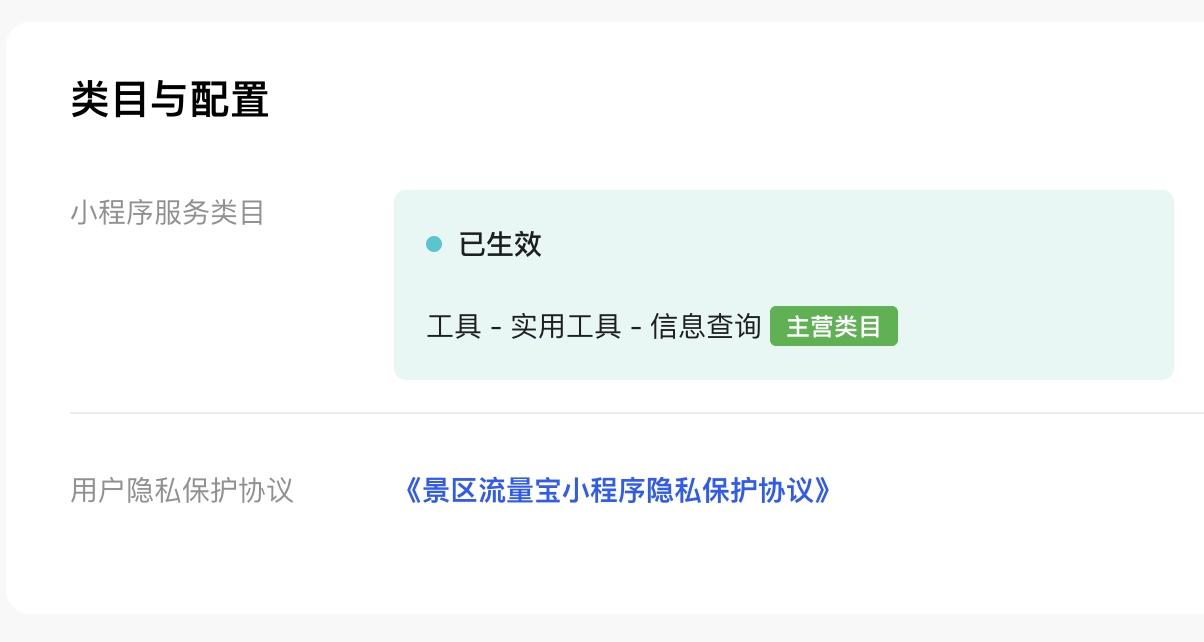 类目与配置
小程序服务类目
已生效
工具 - 实用工具 - 信息查询 主营类目
用户隐私保护协议
《景区流量宝小程序隐私保护协议》